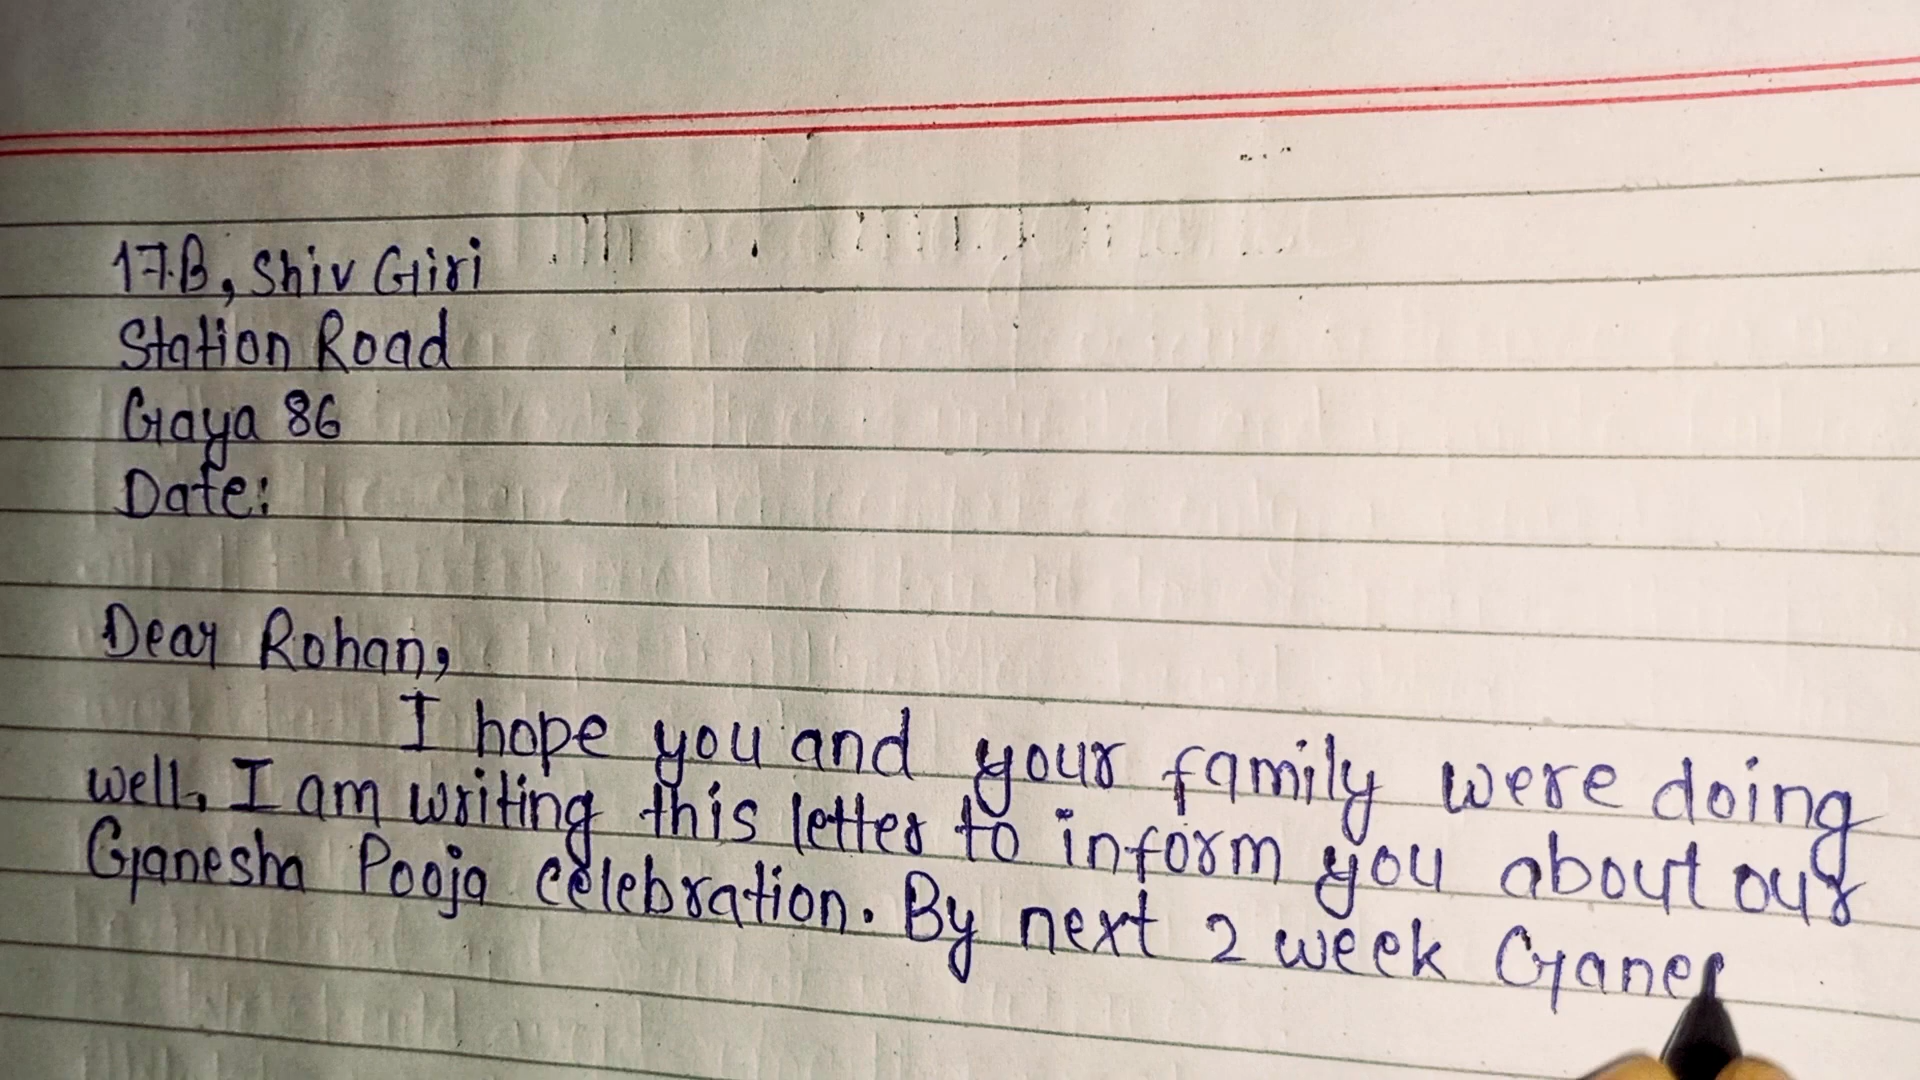 17.B, Shiv Giri
Station Road
Gaya 86
Date:
Dear Rohan,
I hope you and your family were doing
well. I am writing this letter to inform you about our
Ganesha Pooja celebration. By next 2 week Ganes